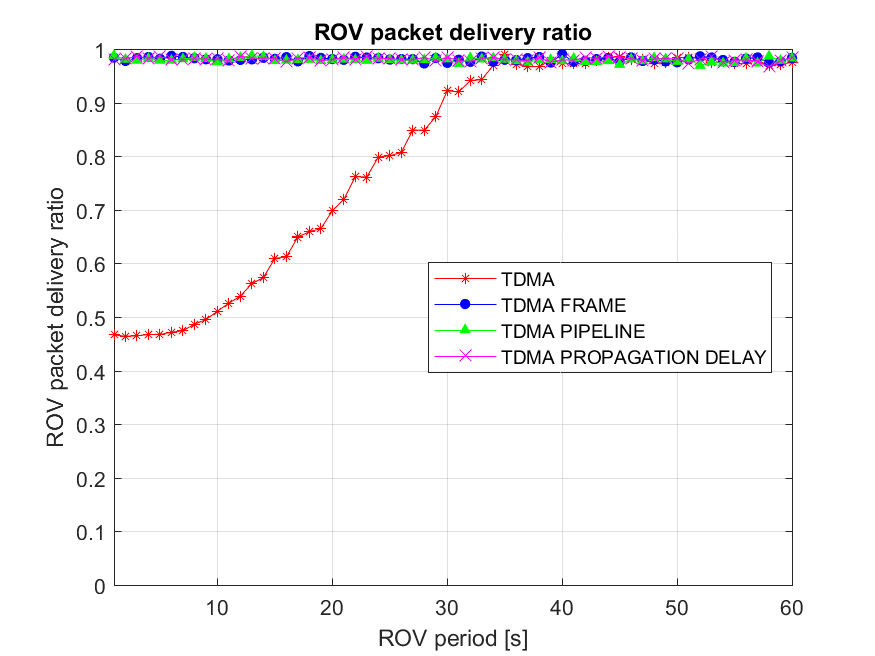 ROV packet delivery ratio
ROV packet delivery ratio
1
0.9
0.8
0.7
0.6
0.5
0.4
0.3
0.2
0.1
0
TDMA
TDMA FRAME
TDMA PIPELINE
TDMA PROPAGATION DELAY
10 20 30 40 50 60
ROV period [s]